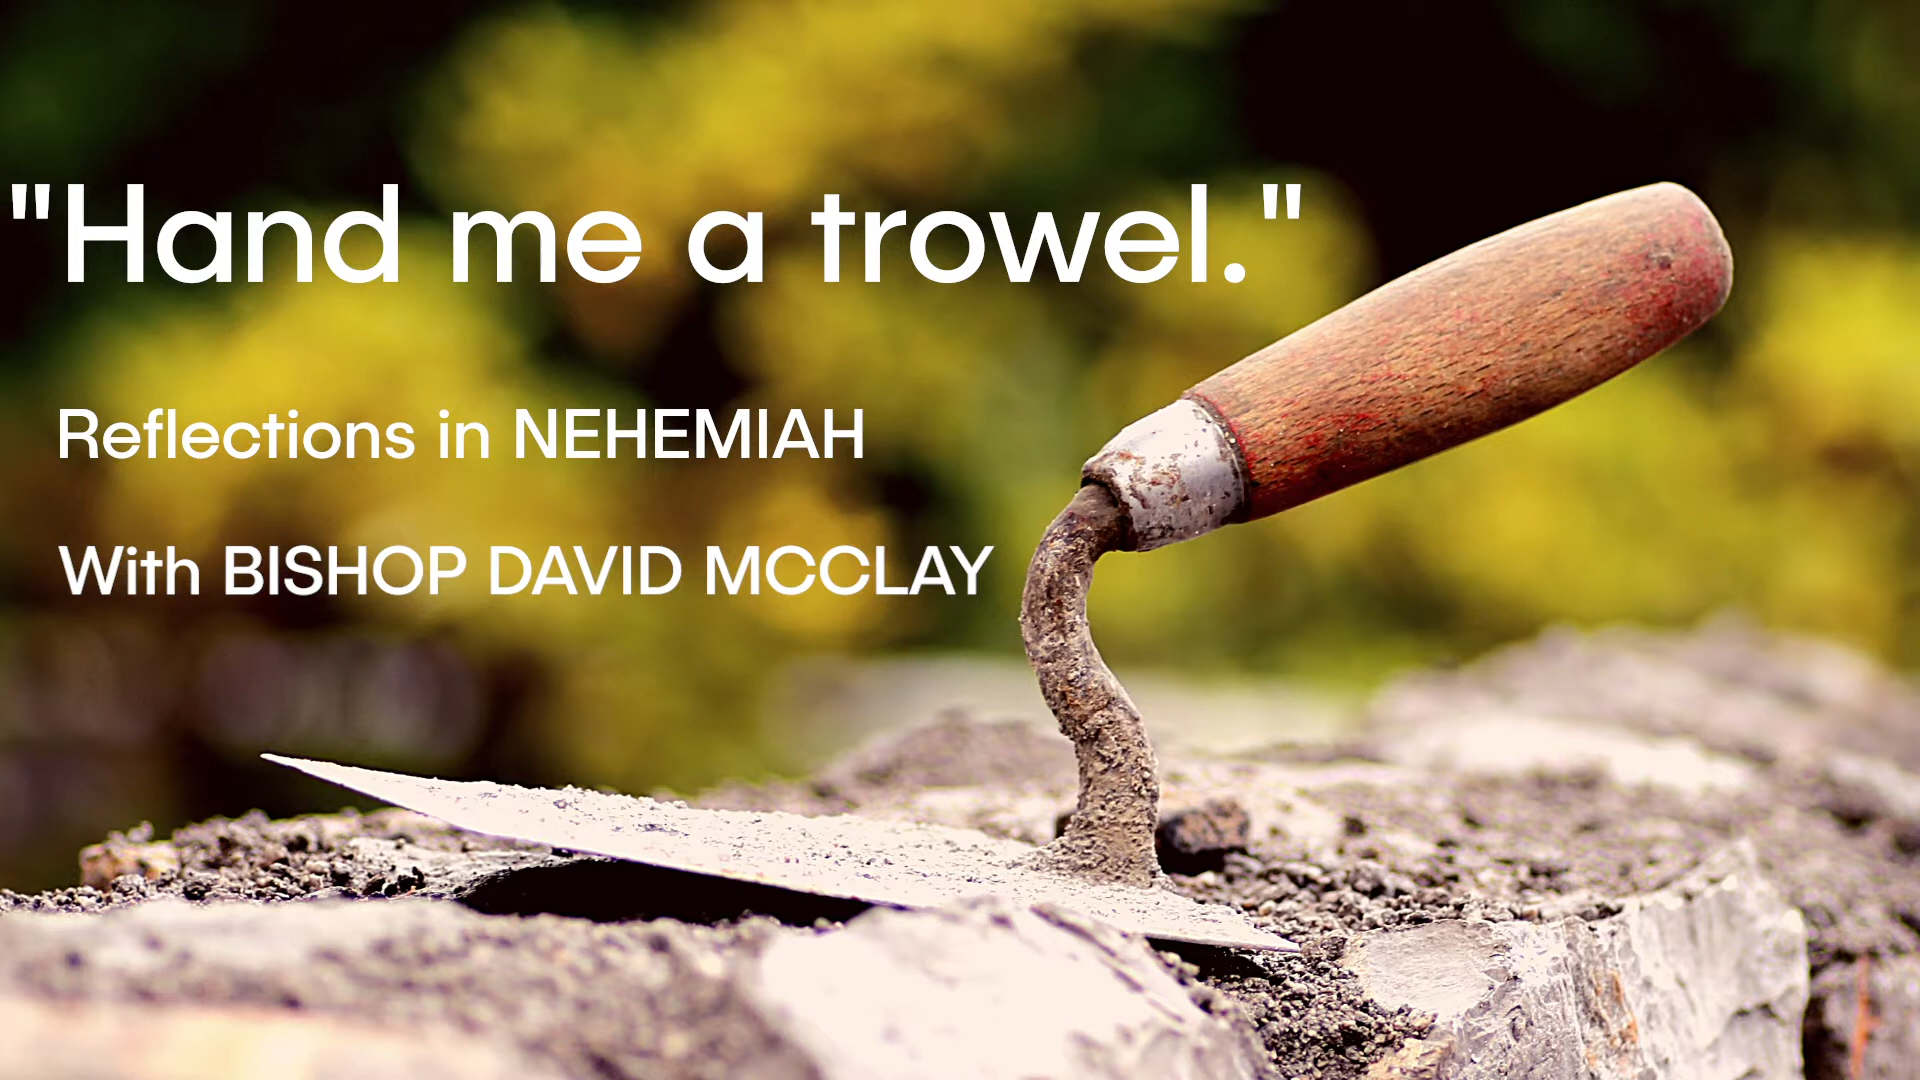 "Hand me a trowel."
Reflections in NEHEMIAH
With BISHOP DAVID MCCLAY